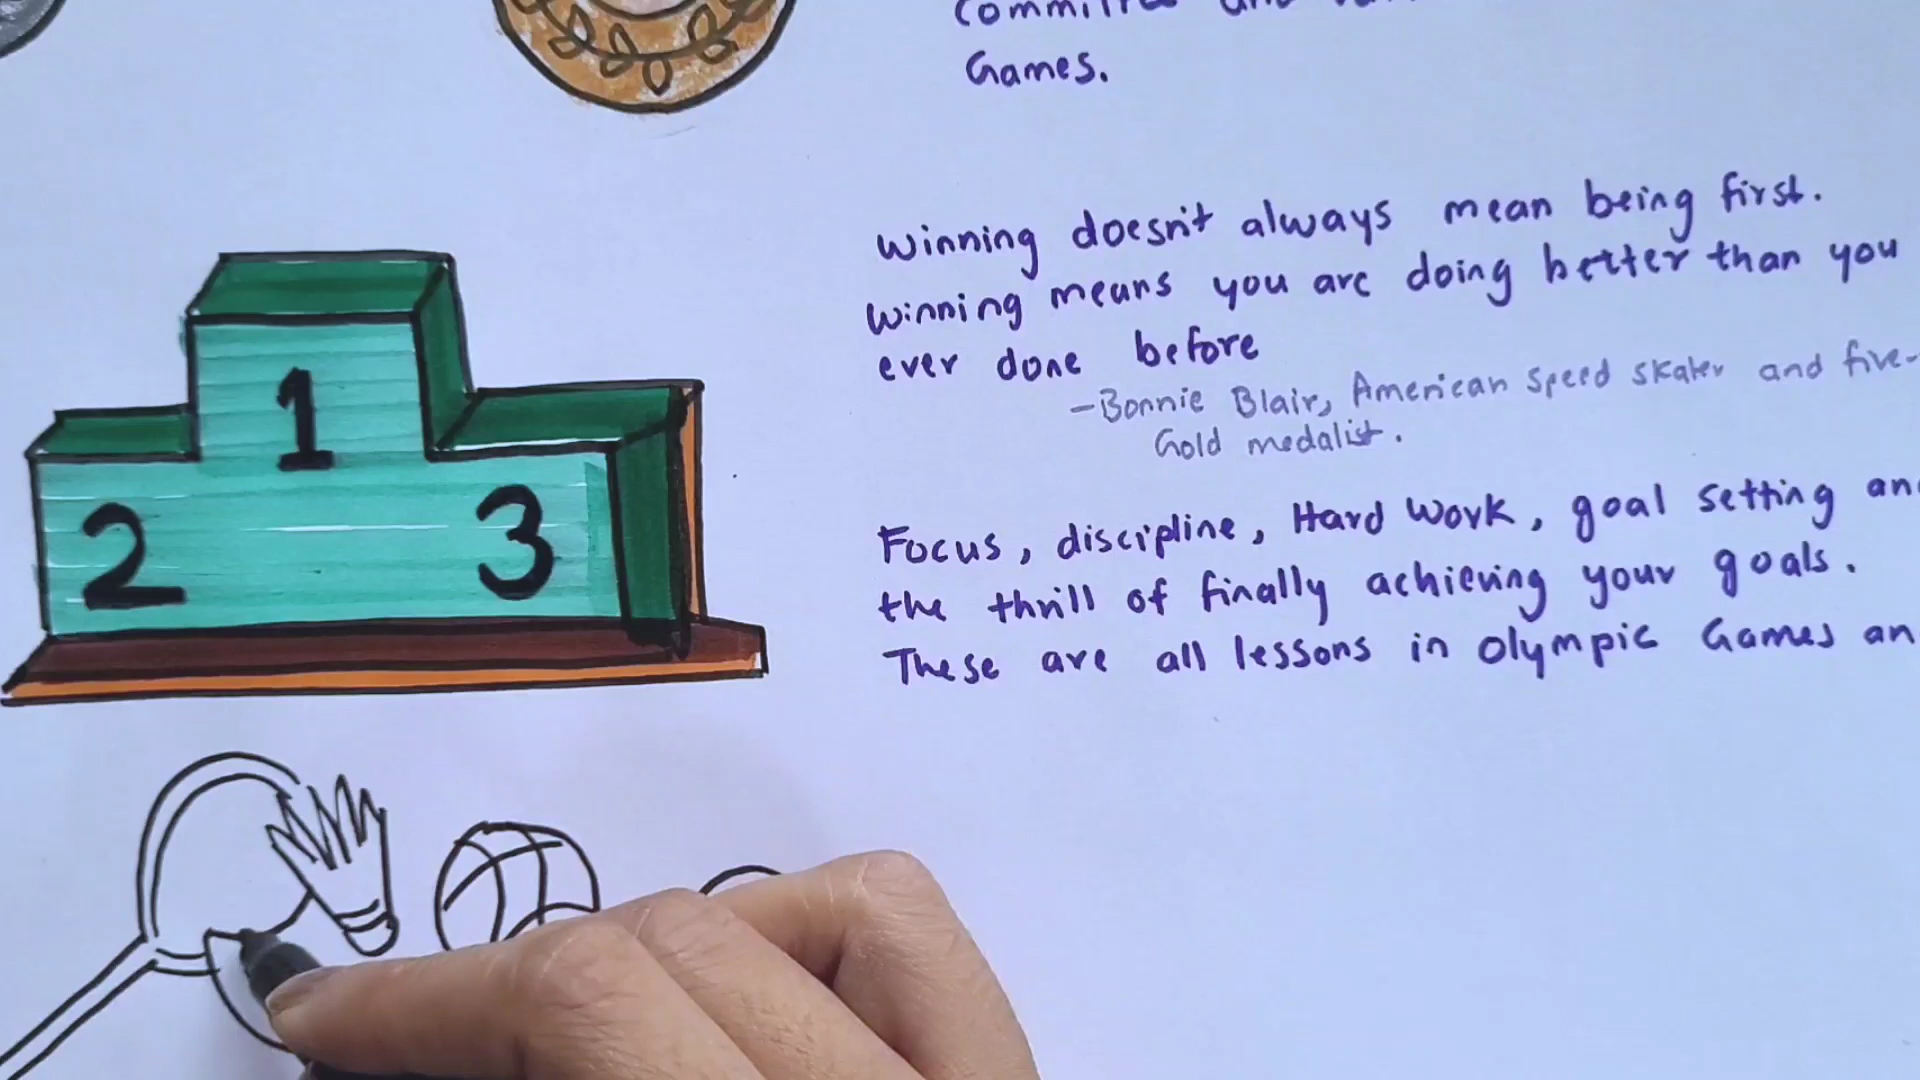 Games.
1
2
3
Winning doesn't always mean being first.
Winning means you are doing better than you
ever done before
-Bonnie Blair, American speed skater and five-
Gold medalist.
Focus, discipline, Hard Work, goal setting
the thrill of finally achieving your goals.
These are all lessons in Olympic Games